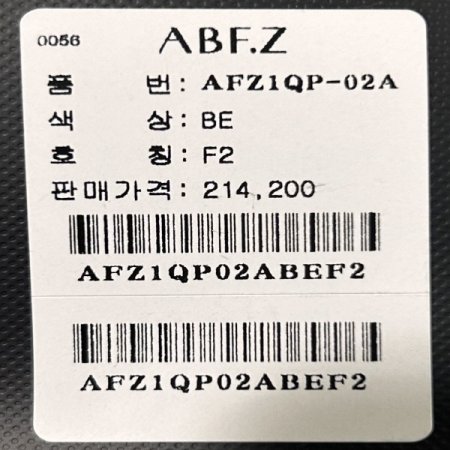 0056 ABF.Z
품 번: AFZ1QP-02A
색 상: BE
호 칭: F2
판매가격: 214,200
AFZ1QP02ABEF2
AFZ1QP02ABEF2